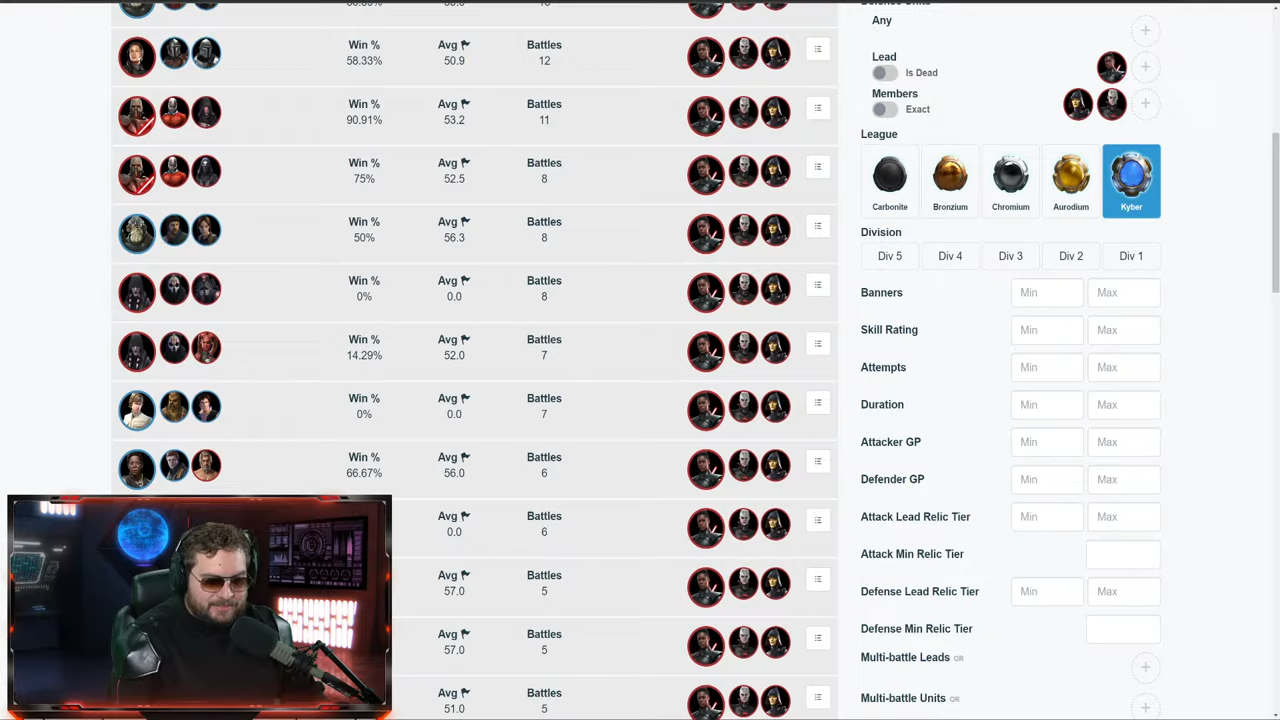 Defense Units
Any
Win % Avg Battles
58.33% 50.9 12
Lead
Is Dead
Members
Exact
Win % Avg Battles
90.91% 53.2 11
League
Carbonite Bronzium Chromium Aurodium Kyber
Win % Avg Battles
75% 52.5 8
Division
Div 5 Div 4 Div 3 Div 2 Div 1
Win % Avg Battles
50% 56.3 8
Banners Min Max
Win % Avg Battles
0% 0.0 8
Skill Rating Min Max
Win % Avg Battles
14.29% 52.0 7
Attempts Min Max
Duration Min Max
Win % Avg Battles
0% 0.0 7
Attacker GP Min Max
Win % Avg Battles
66.67% 56.0 6
Defender GP Min Max
Attack Lead Relic Tier Min Max
Avg Battles
0.0 6
Attack Min Relic Tier
Avg Battles
57.0 5
Defense Lead Relic Tier Min Max
Defense Min Relic Tier
Avg Battles
57.0 5
Multi-battle Leads OR
Multi-battle Units OR
Avg Battles
51.0 5